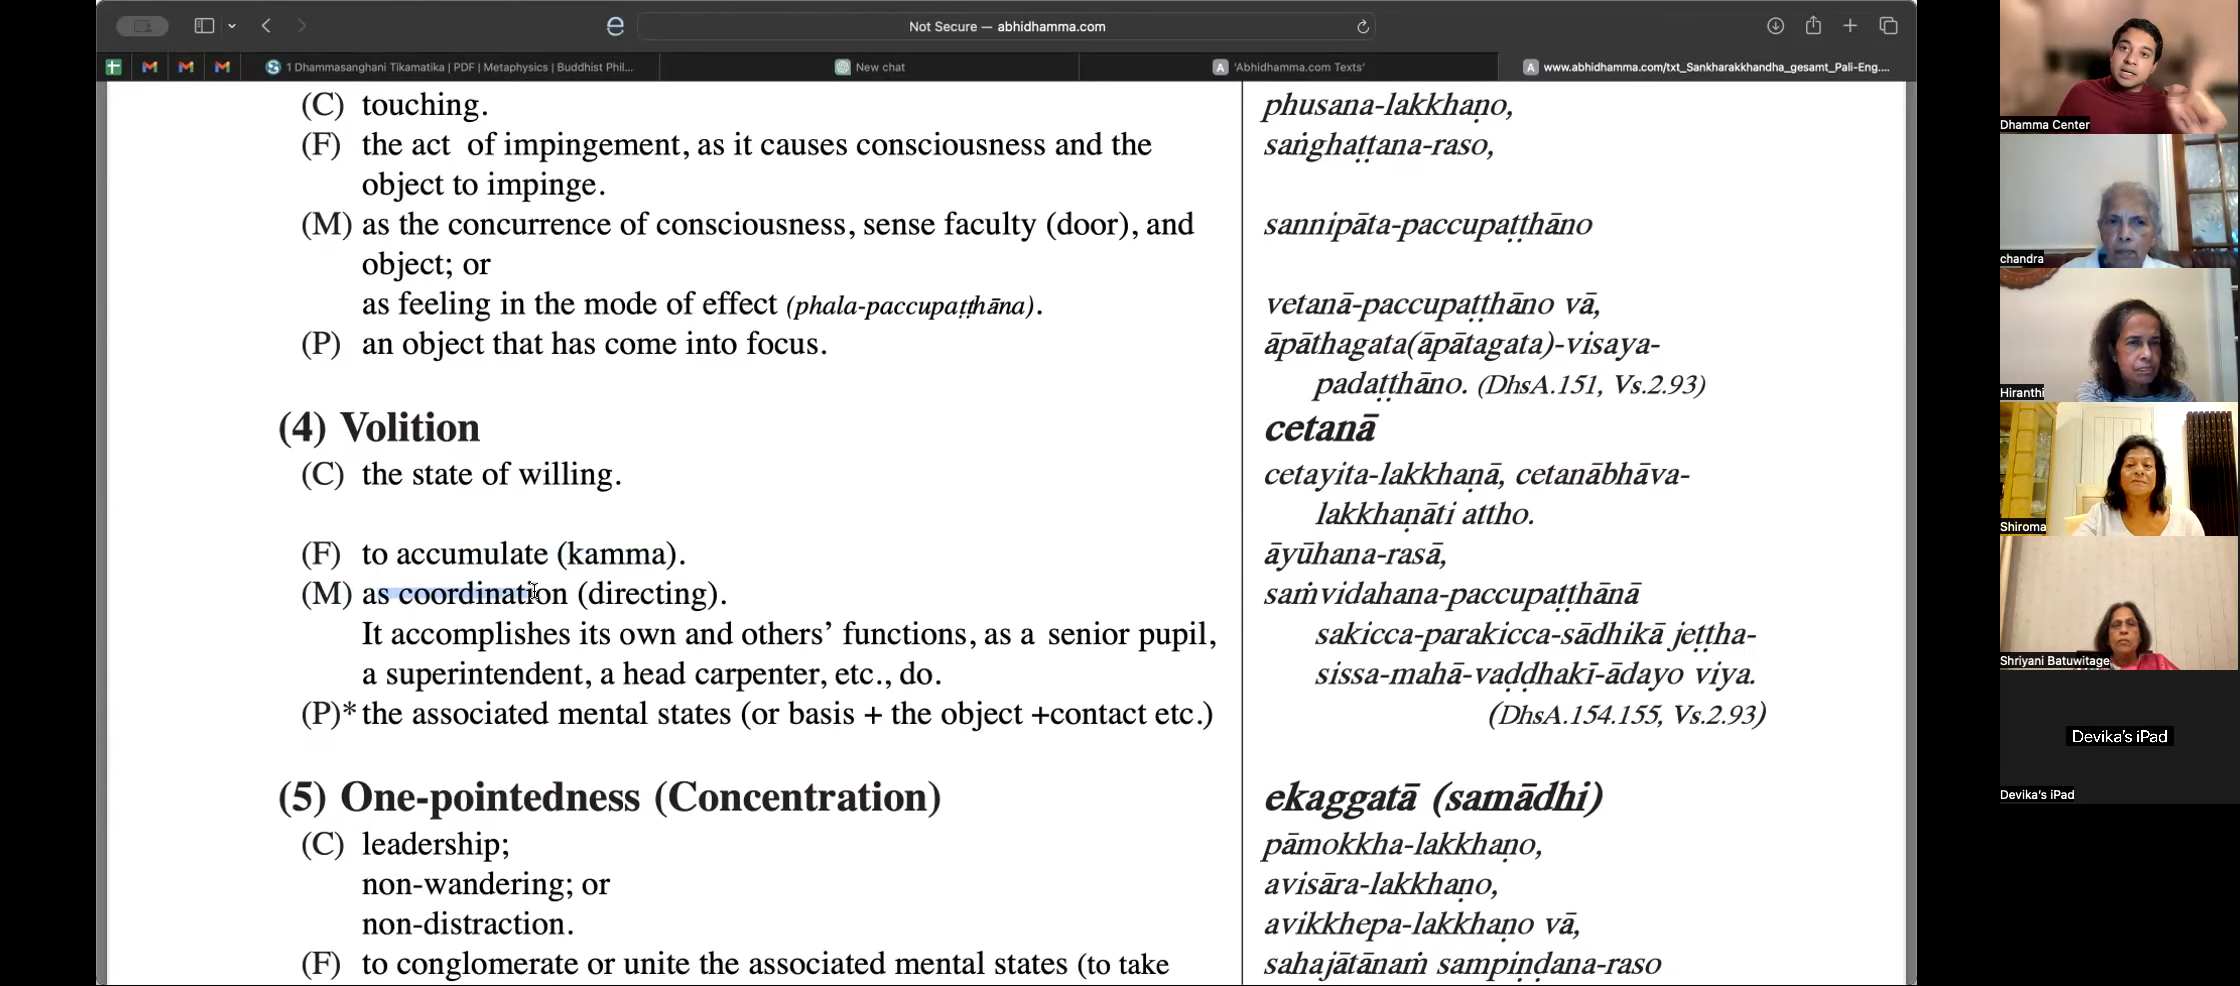 Not Secure — abhidhamma.com
1 Dhammasanghani Tikamatika | PDF | Metaphysics | Buddhist Phil...
New chat
'Abhidhamma.com Texts'
www.abhidhamma.com/txt_Sankharakkhandha_gesamt_Pali-Eng....
(C) touching.
phusana-lakkhaṇo,
(F) the act of impingement, as it causes consciousness and the
saṅghaṭṭana-raso,
object to impinge.
(M) as the concurrence of consciousness, sense faculty (door), and
sannipāta-paccupaṭṭhāno
object; or
as feeling in the mode of effect (phala-paccupaṭṭhāna).
vetanā-paccupaṭṭhāno vā,
(P) an object that has come into focus.
āpāthagata(āpātagata)-visaya-
padaṭṭhāno. (DhsA.151, Vs.2.93)
(4) Volition
cetanā
(C) the state of willing.
cetayita-lakkhaṇā, cetanābhāva-
lakkhaṇāti attho.
(F) to accumulate (kamma).
āyūhana-rasā,
(M) as coordination (directing).
saṁvidahana-paccupaṭṭhānā
It accomplishes its own and others’ functions, as a senior pupil,
sakicca-parakicca-sādhikā jeṭṭha-
a superintendent, a head carpenter, etc., do.
sissa-mahā-vaḍḍhakī-ādayo viya.
(P)* the associated mental states (or basis + the object +contact etc.)
(DhsA.154.155, Vs.2.93)
(5) One-pointedness (Concentration)
ekaggatā (samādhi)
(C) leadership;
pāmokkha-lakkhaṇo,
non-wandering; or
avisāra-lakkhaṇo,
non-distraction.
avikkhepa-lakkhaṇo vā,
(F) to conglomerate or unite the associated mental states (to take
sahajātānaṁ sampiṇḍana-raso
Dhamma Center
chandra
Hiranthi
Shiroma
Shriyani Batuwitage
Devika’s iPad
Devika’s iPad